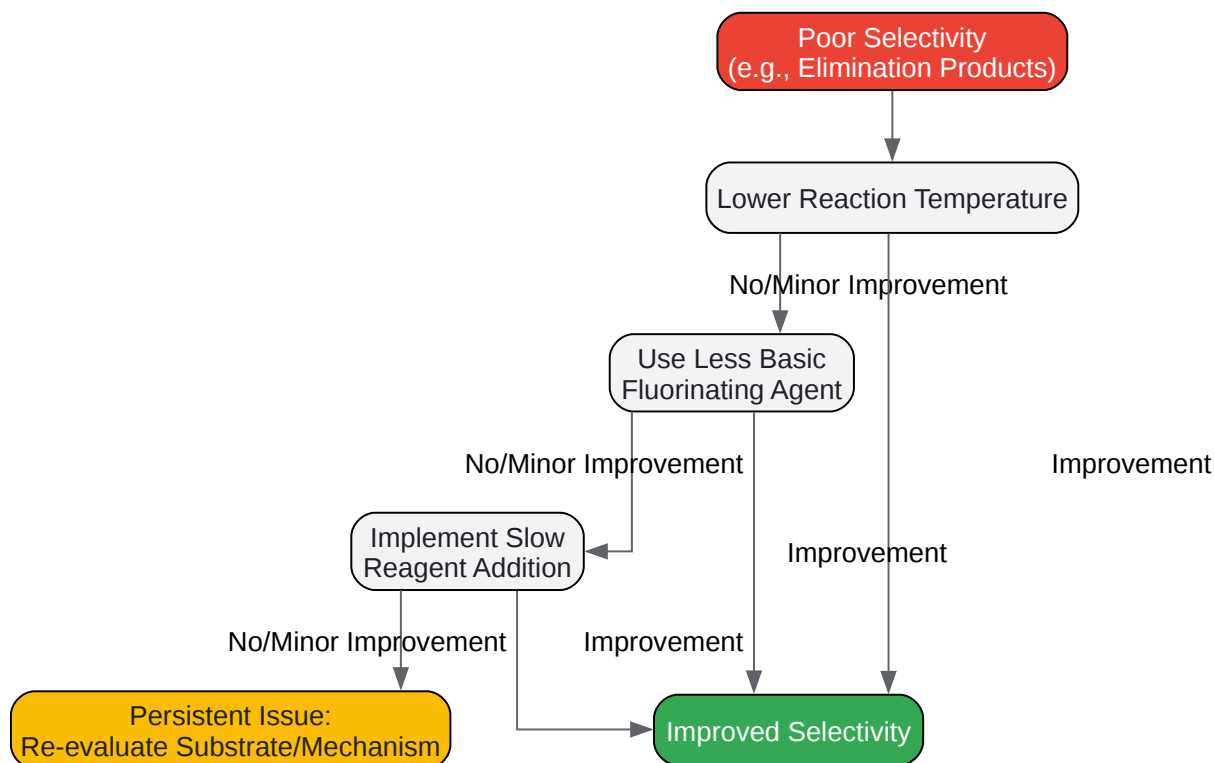 Poor Selectivity
(e.g., Elimination Products)
Lower Reaction Temperature
No/Minor Improvement
Use Less Basic
Fluorinating Agent
No/Minor Improvement
Improvement
Implement Slow
Reagent Addition
Improvement
No/Minor Improvement
Improvement
Persistent Issue:
Re-evaluate Substrate/Mechanism
Improved Selectivity